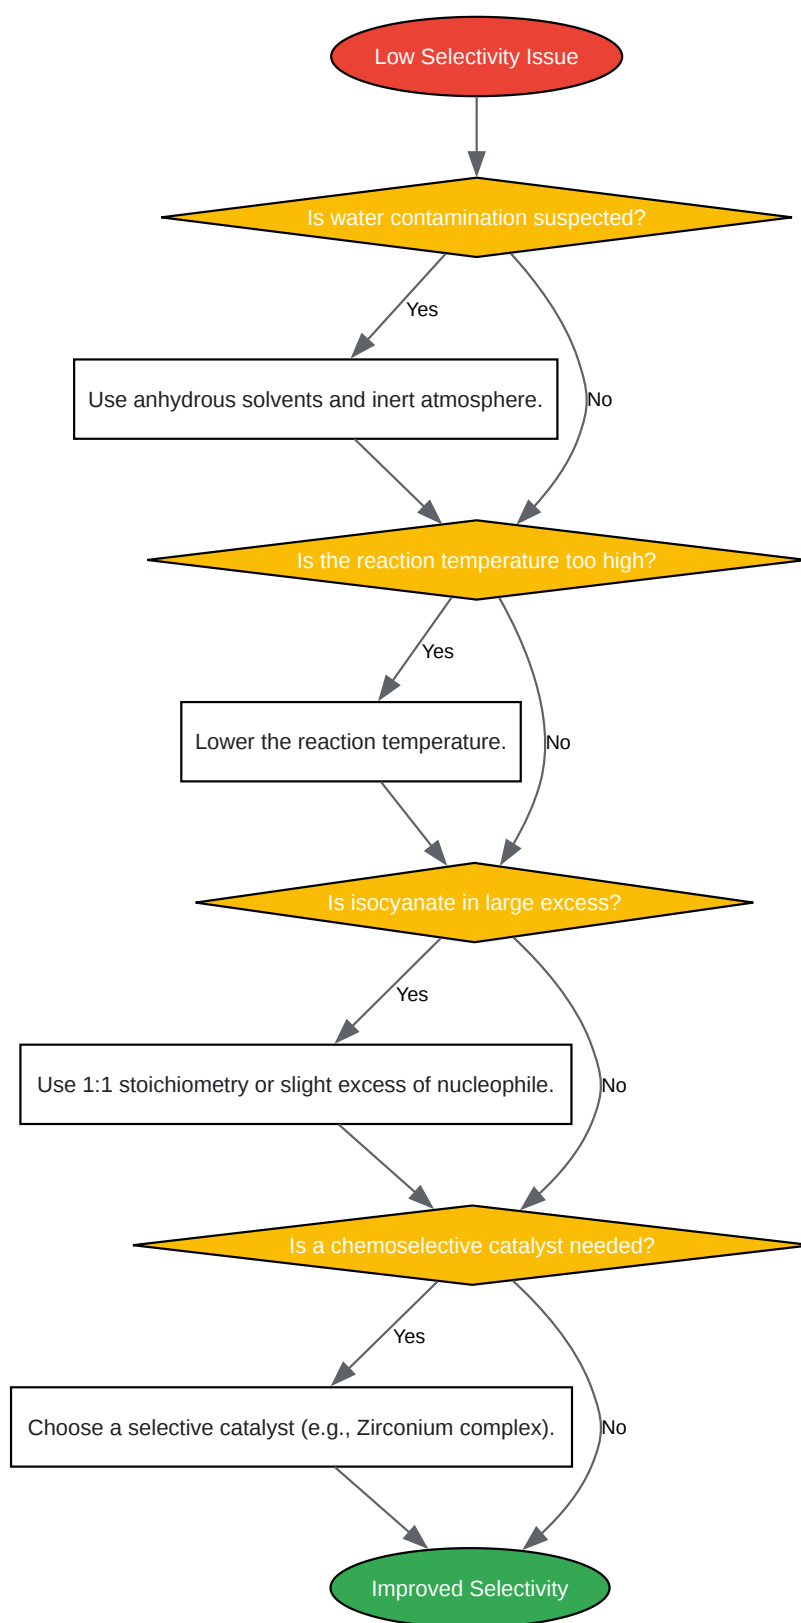 Low Selectivity Issue
Is water contamination suspected?
Yes
Use anhydrous solvents and inert atmosphere.
No
Is the reaction temperature too high?
Yes
Lower the reaction temperature.
No
Is isocyanate in large excess?
Yes
Use 1:1 stoichiometry or slight excess of nucleophile.
No
Is a chemoselective catalyst needed?
Yes
Choose a selective catalyst (e.g., Zirconium complex).
No
Improved Selectivity